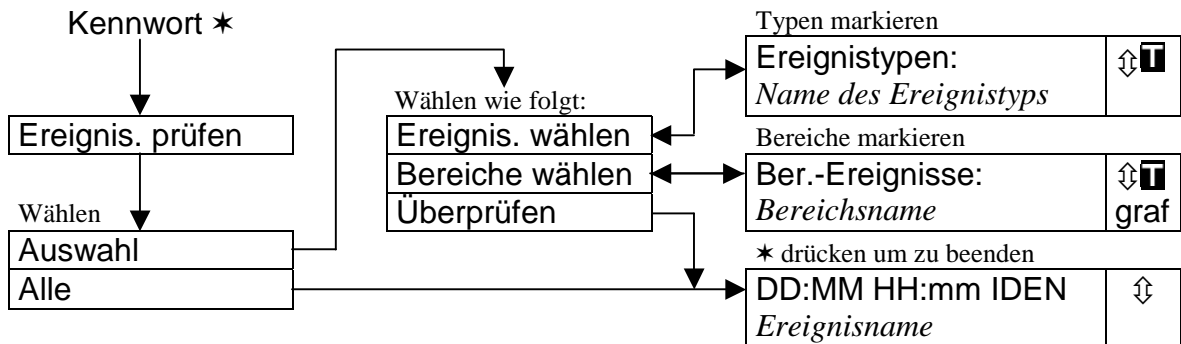 Kennwort ✶
Ereignis. prüfen
Wählen
Auswahl
Alle
Wählen wie folgt:
Ereignis. wählen
Bereiche wählen
Überprüfen
Typen markieren
Ereignistypen: ⇳ T
Name des Ereignistyps
Bereiche markieren
Ber.-Ereignisse: ⇳ T
Bereichsname graf
✶ drücken um zu beenden
DD:MM HH:mm IDEN ⇳
Ereignisname